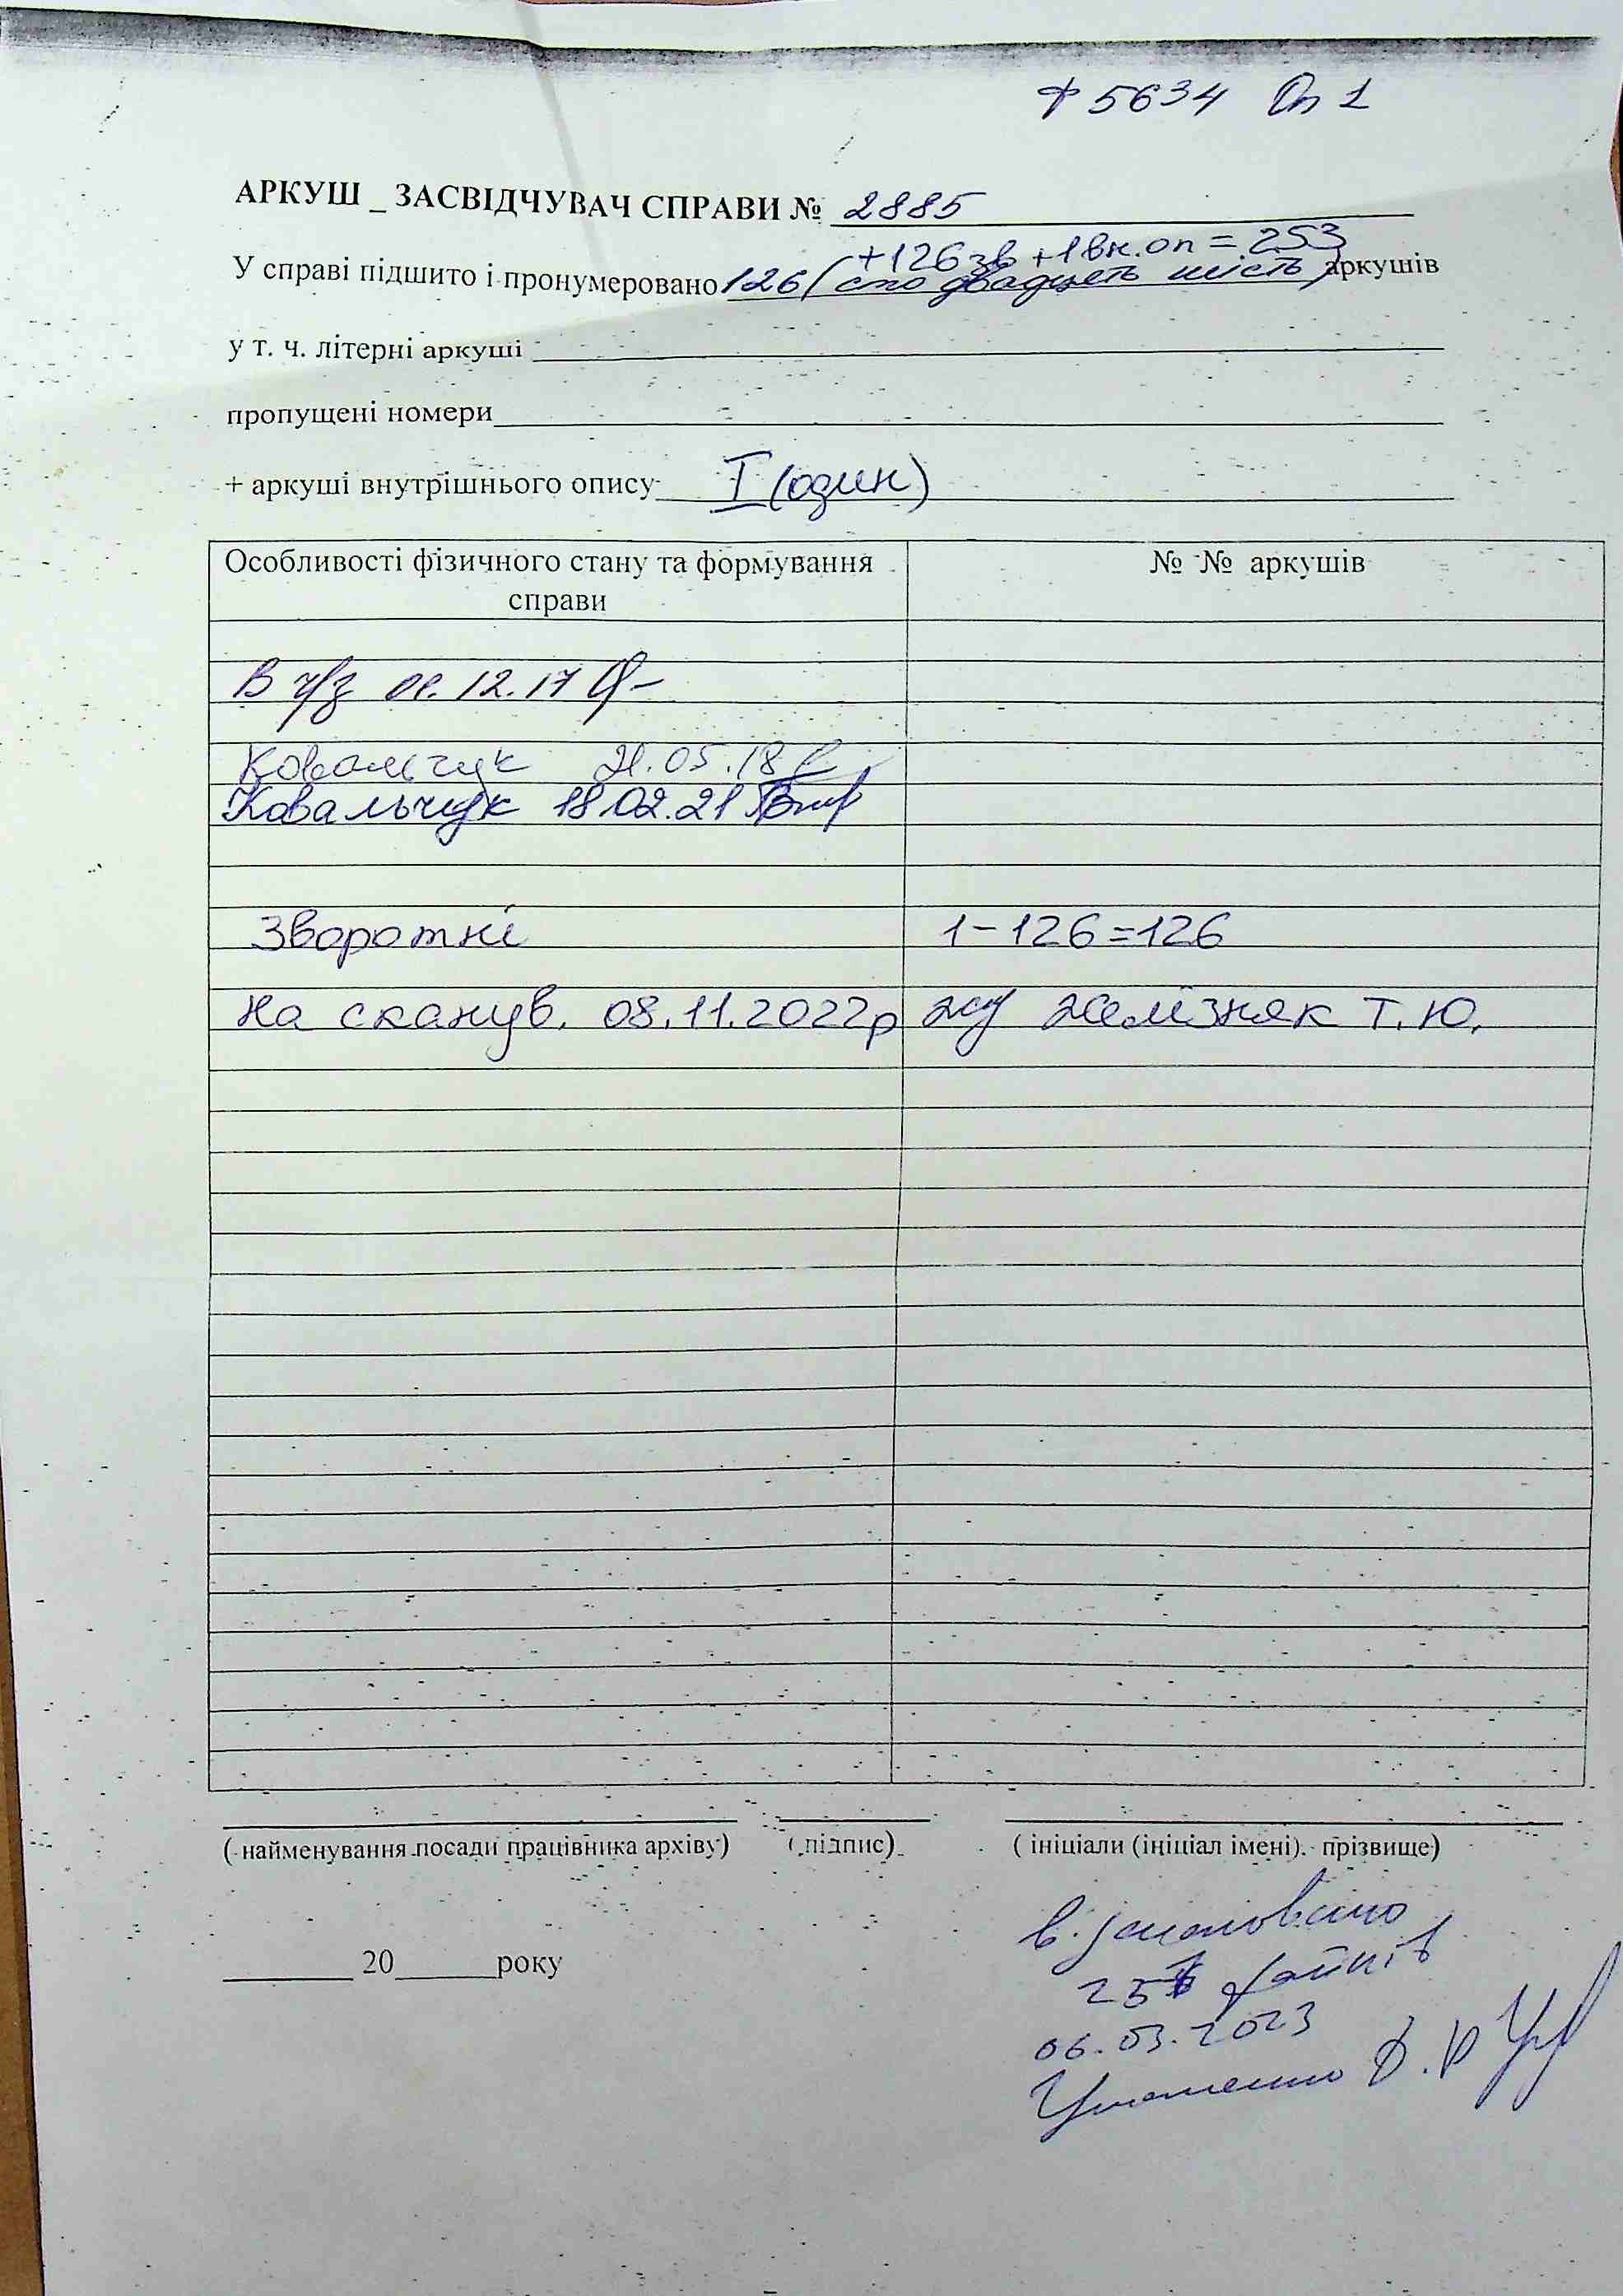 Ф 5634 Оп 1
АРКУШ _ ЗАСВІДЧУВАЧ СПРАВИ № 2885
+126зв +1вн.оп = 253
У справі підшито і пронумеровано 126 (сто двадцять шість) аркушів
у т. ч. літерні аркуші
пропущені номери
+ аркуші внутрішнього опису I (один)
Особливості фізичного стану та формування справи
№ № аркушів
В ч/з 01.12.17
Ковальчук 21.05.18
Ковальчук 18.02.21
Зворотні 1-126=126
На сканув. 08.11.2022р Желізняк Т.Ю.
( найменування посади працівника архіву) ( підпис) ( ініціали (ініціал імені), прізвище)
20 року
файлів
06.03.2023